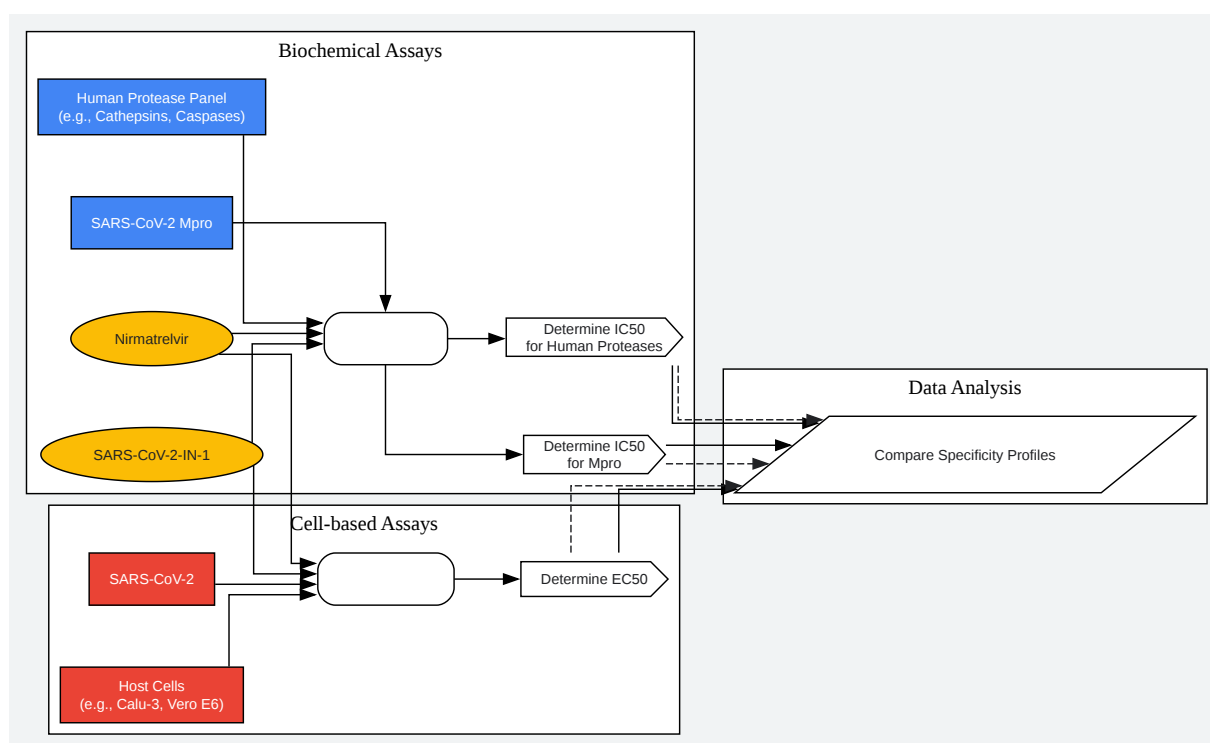 Biochemical Assays
Human Protease Panel
(e.g., Cathepsins, Caspases)
SARS-CoV-2 Mpro
Nirmatrelvir
Determine IC50
for Human Proteases
SARS-CoV-2-IN-1
Determine IC50
for Mpro
Data Analysis
Compare Specificity Profiles
Cell-based Assays
SARS-CoV-2
Determine EC50
Host Cells
(e.g., Calu-3, Vero E6)